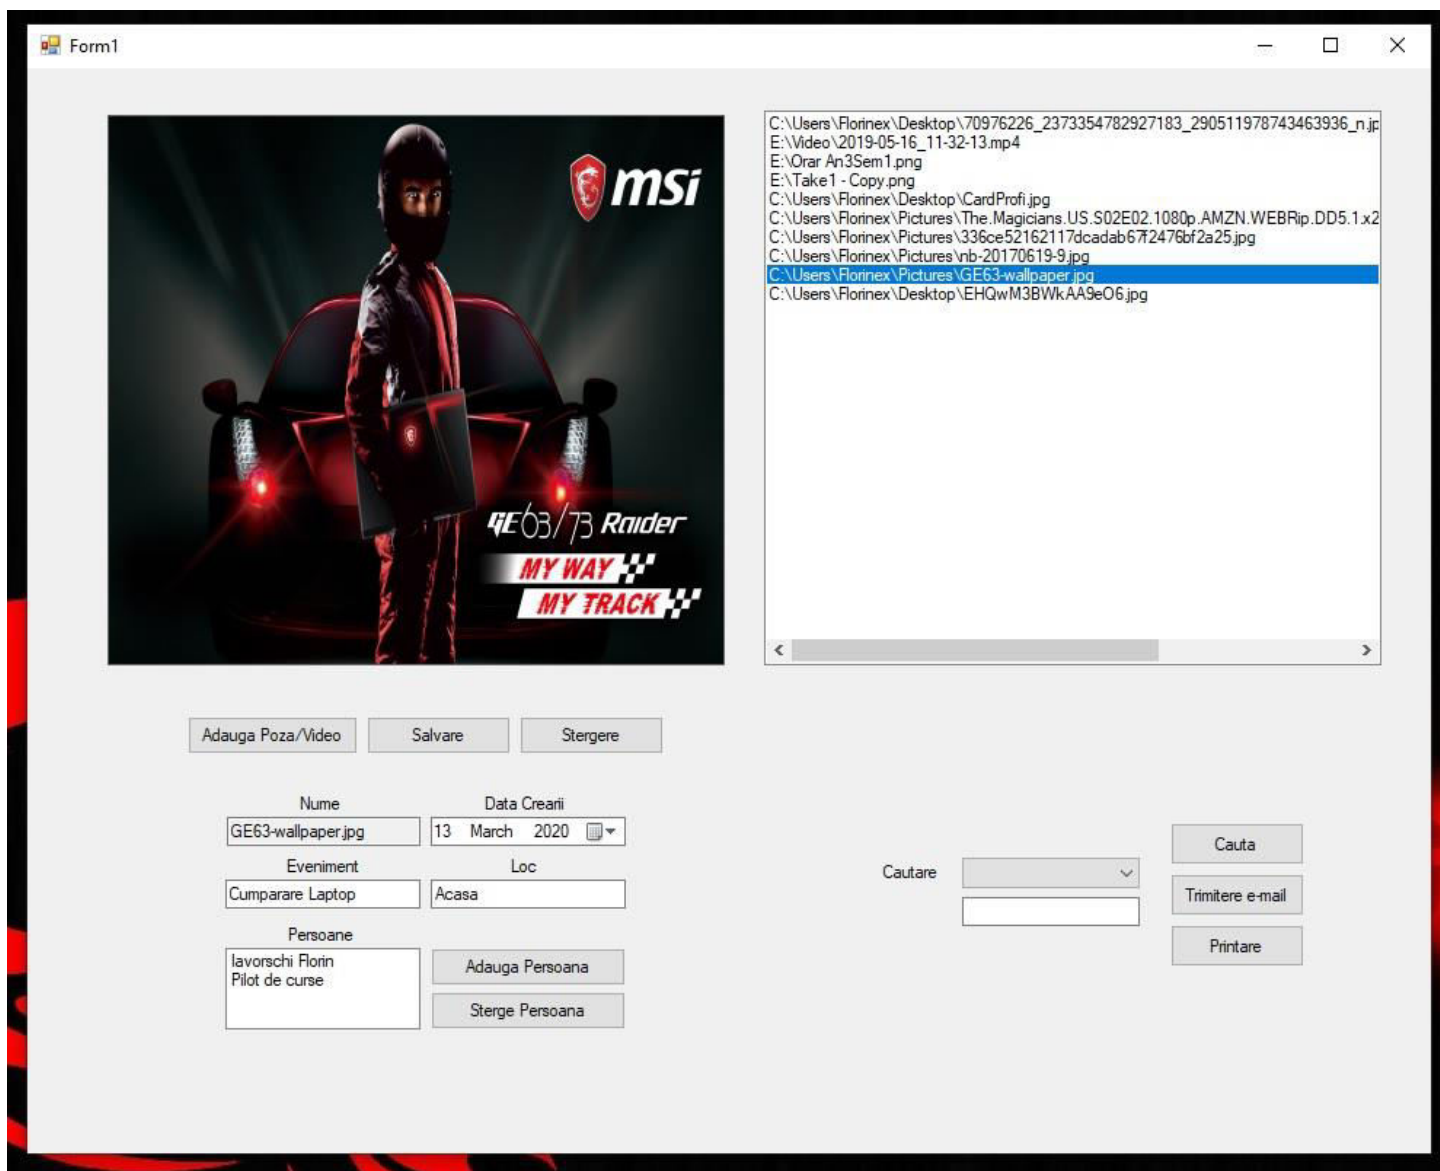 Form1
msi
GE63/73 Raider
MY WAY
MY TRACK
C:\Users\Florinex\Desktop\70976226_2373354782927183_290511978743463936_n.jp
E:\Video\2019-05-16_11-32-13.mp4
E:\Orar An3Sem1.png
E:\Take1 - Copy.png
C:\Users\Florinex\Desktop\CardProfi.jpg
C:\Users\Florinex\Pictures\The.Magicians.US.S02E02.1080p.AMZN.WEBRip.DD5.1.x2
C:\Users\Florinex\Pictures\336ce52162117dcadab67f2476bf2a25.jpg
C:\Users\Florinex\Pictures\nb-20170619-9.jpg
C:\Users\Florinex\Pictures\GE63-wallpaper.jpg
C:\Users\Florinex\Desktop\EHQwM3BWkAA9eO6.jpg
Adauga Poza/Video Salvare Stergere
Nume Data Crearii
GE63-wallpaper.jpg 13 March 2020
Eveniment Loc
Cumparare Laptop Acasa
Persoane
Iavorschi Florin
Pilot de curse
Adauga Persoana
Sterge Persoana
Cautare
Cauta
Trimitere e-mail
Printare